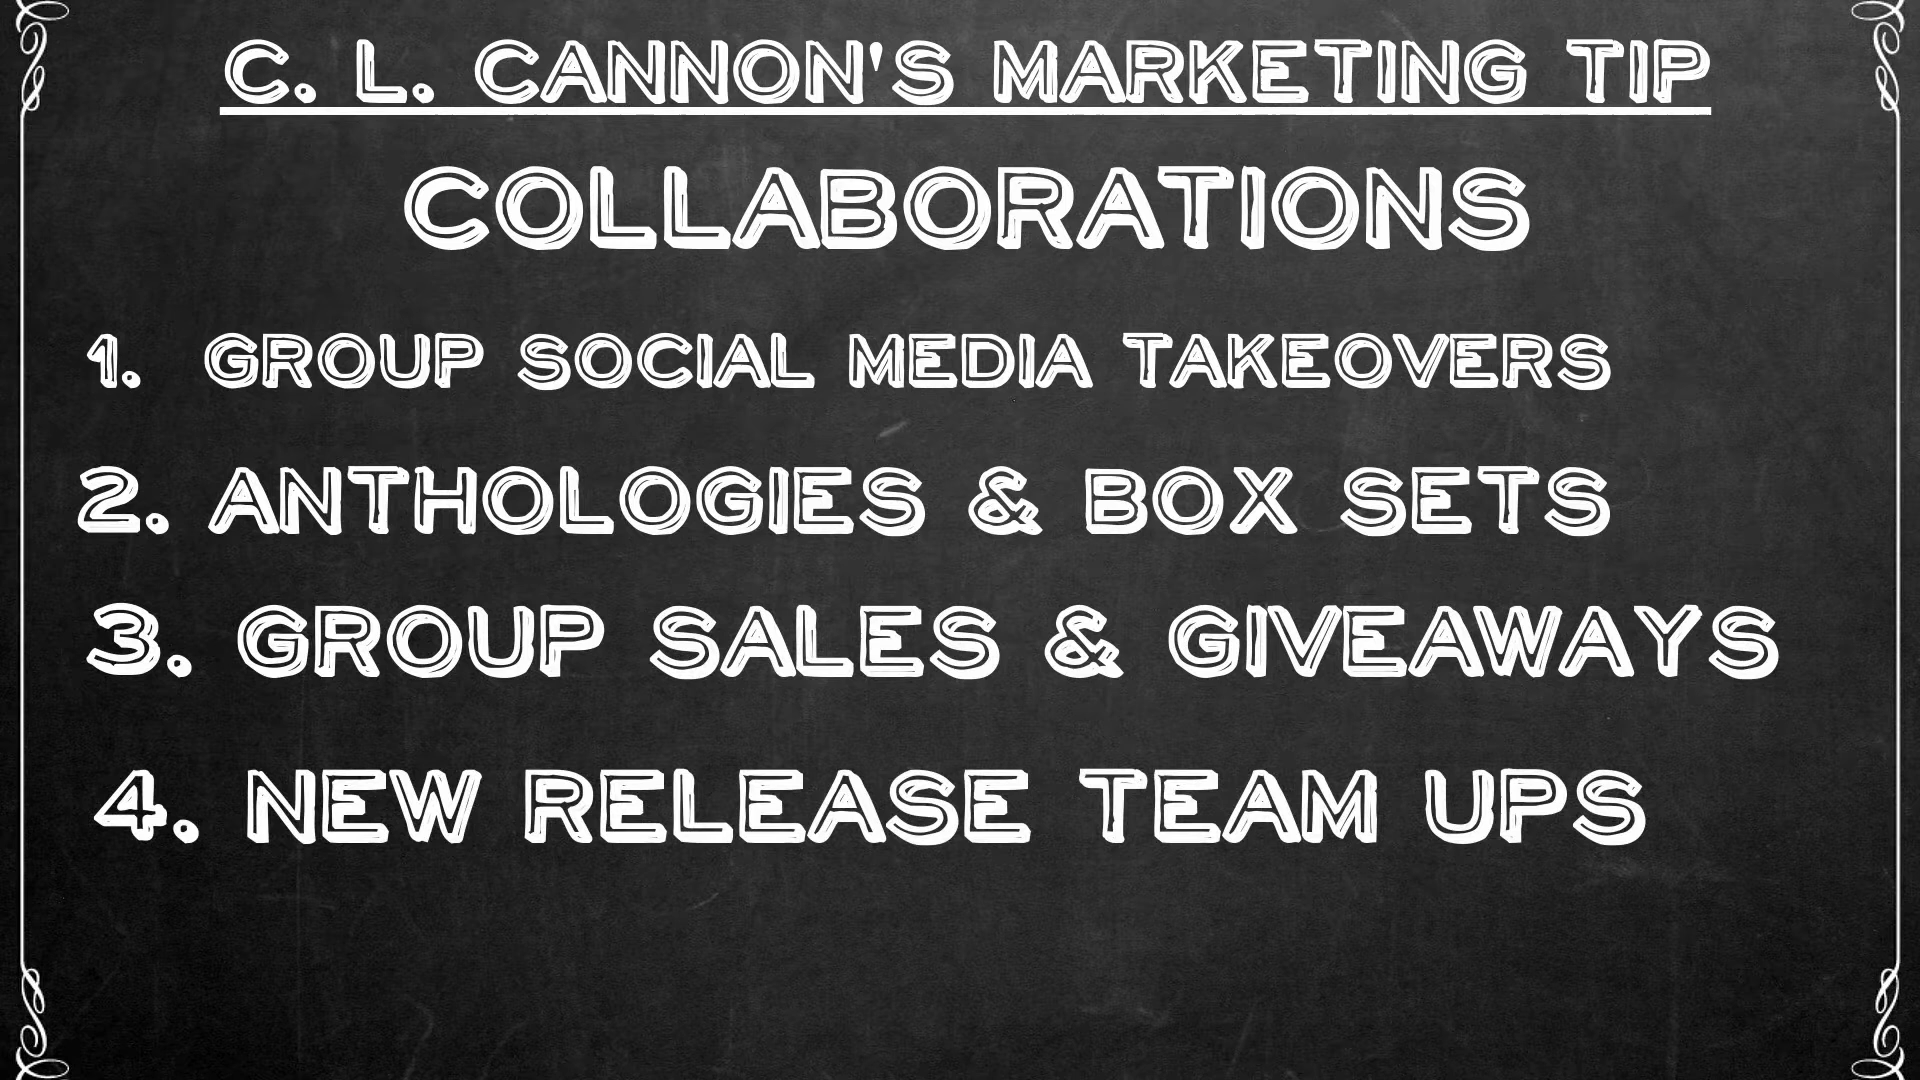 C. L. CANNON'S MARKETING TIP
COLLABORATIONS
1. GROUP SOCIAL MEDIA TAKEOVERS
2. ANTHOLOGIES & BOX SETS
3. GROUP SALES & GIVEAWAYS
4. NEW RELEASE TEAM UPS